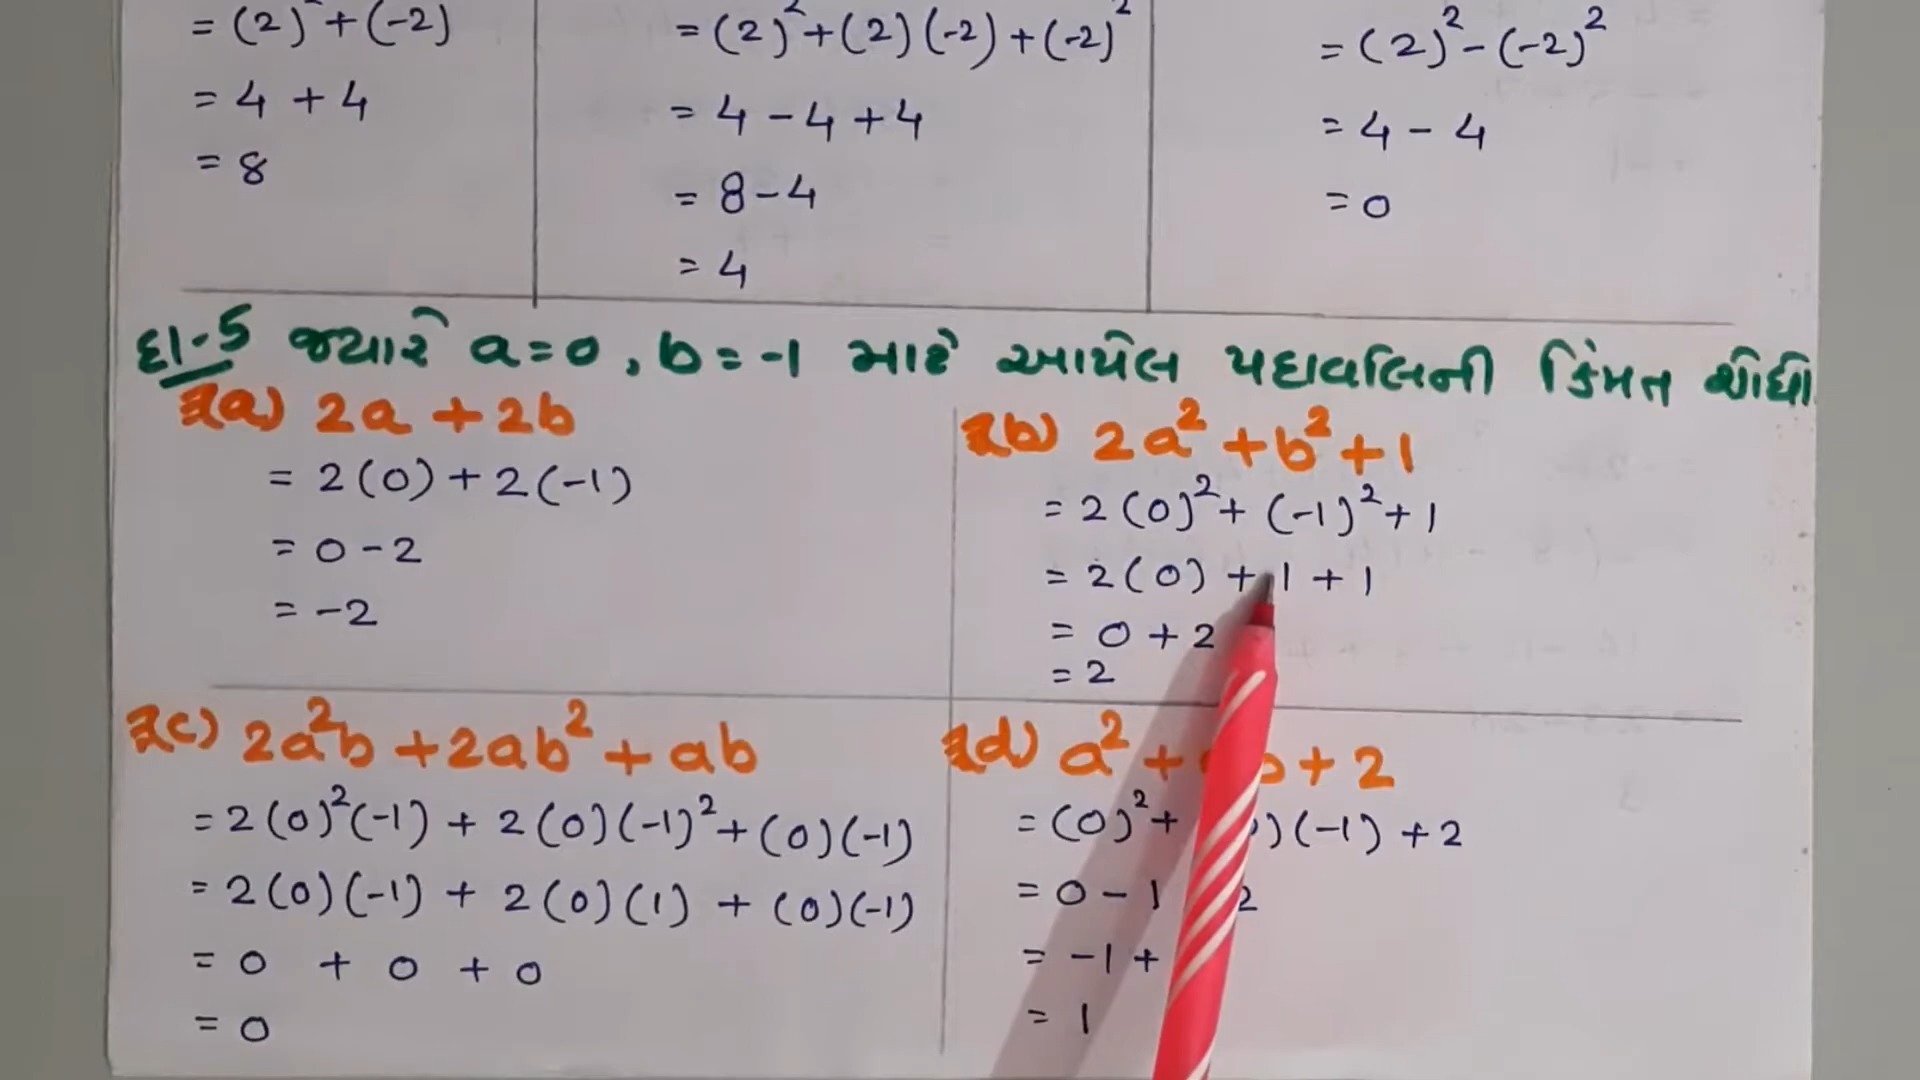 = (2)² + (-2)
= 4 + 4
= 8
= (2)² + (2)(-2) + (-2)²
= 4 - 4 + 4
= 8 - 4
= 4
= (2)² - (-2)²
= 4 - 4
= 0
દા-5 જ્યારે a=0, b=-1 માટે આપેલ પદાવલિની કિંમત શોધો.
a) 2a + 2b
= 2(0) + 2(-1)
= 0 - 2
= -2
b) 2a² + b² + 1
= 2(0)² + (-1)² + 1
= 2(0) + 1 + 1
= 0 + 2
= 2
c) 2a²b + 2ab² + ab
= 2(0)²(-1) + 2(0)(-1)² + (0)(-1)
= 2(0)(-1) + 2(0)(1) + (0)(-1)
= 0 + 0 + 0
= 0
d) a² + b + 2
= (0)² + )(-1) + 2
= 0 - 1 2
= -1 +
= 1